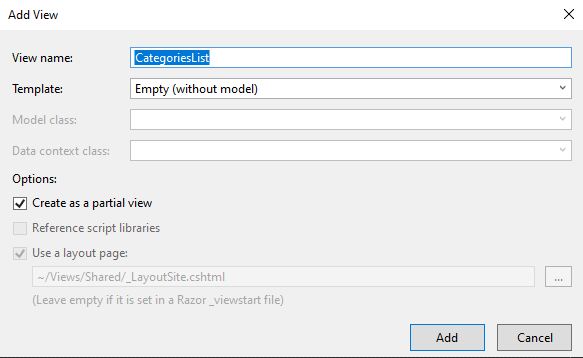 Add View
View name:
CategoriesList
Template:
Empty (without model)
Model class:
Data context class:
Options:
Create as a partial view
Reference script libraries
Use a layout page:
~/Views/Shared/_LayoutSite.cshtml
...
(Leave empty if it is set in a Razor _viewstart file)
Add
Cancel